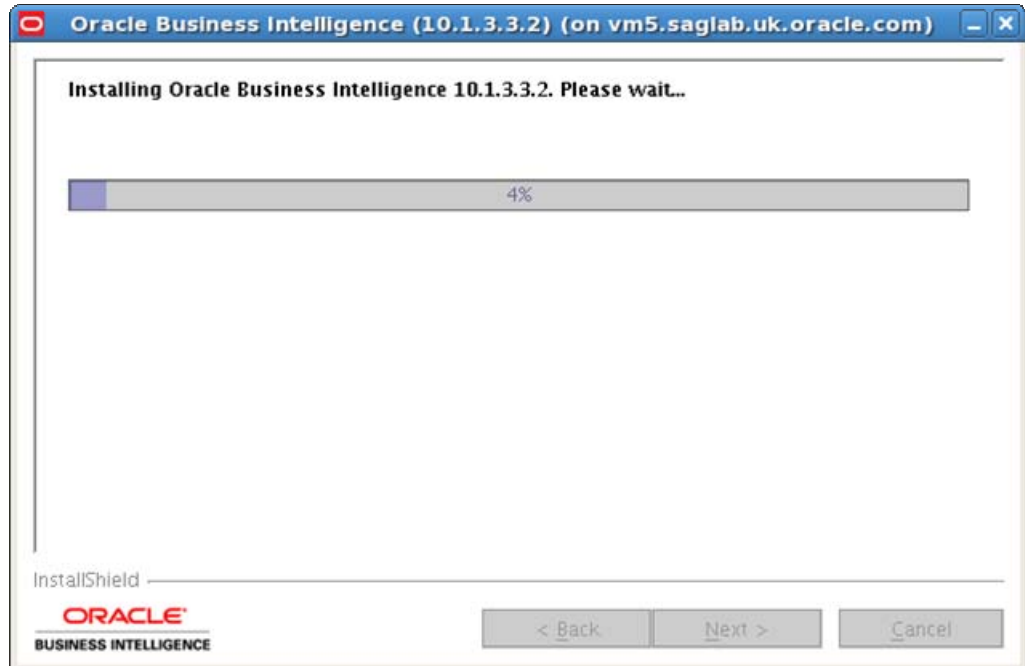 Oracle Business Intelligence (10.1.3.3.2) (on vm5.saglab.uk.oracle.com)
Installing Oracle Business Intelligence 10.1.3.3.2. Please wait...
4%
InstallShield
ORACLE'
BUSINESS INTELLIGENCE
< Back
Next >
Cancel